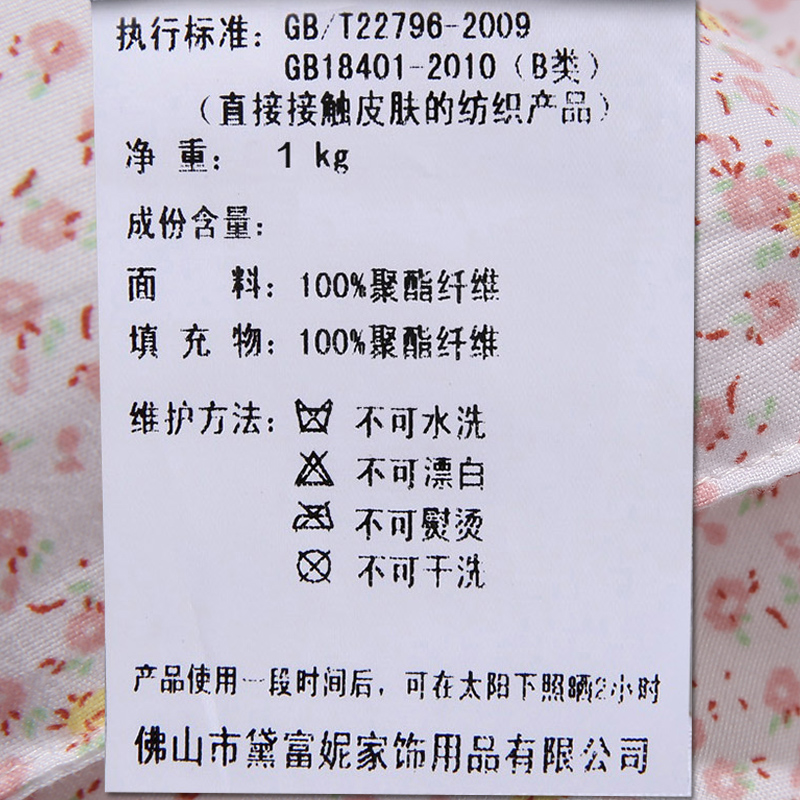 执行标准：GB/T22796-2009
GB18401-2010（B类）
（直接接触皮肤的纺织产品）
净 重： 1 kg
成份含量：
面 料：100%聚酯纤维
填 充 物：100%聚酯纤维
维护方法： 不可水洗
不可漂白
不可熨烫
不可干洗
产品使用一段时间后，可在太阳下照晒2小时
佛山市黛富妮家饰用品有限公司